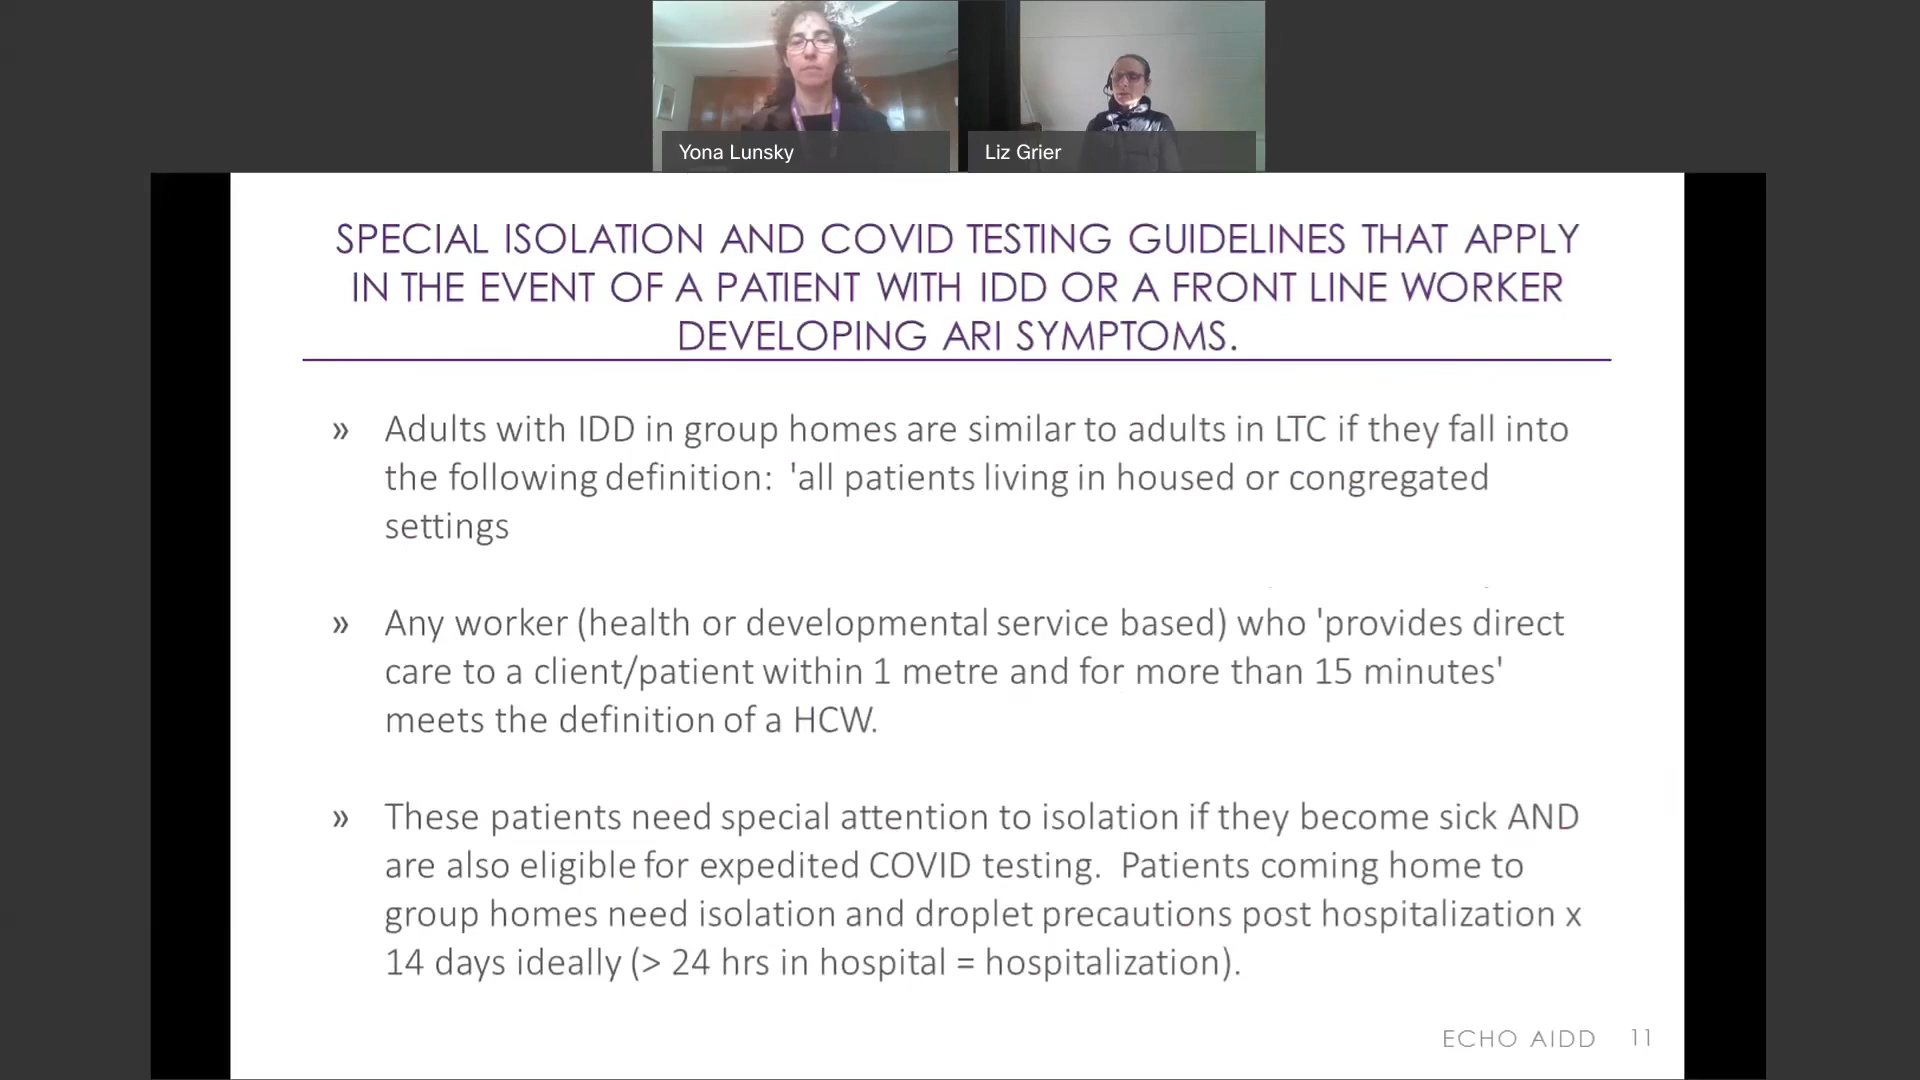 Yona Lunsky
Liz Grier
SPECIAL ISOLATION AND COVID TESTING GUIDELINES THAT APPLY
IN THE EVENT OF A PATIENT WITH IDD OR A FRONT LINE WORKER
DEVELOPING ARI SYMPTOMS.
» Adults with IDD in group homes are similar to adults in LTC if they fall into
the following definition: 'all patients living in housed or congregated
settings
» Any worker (health or developmental service based) who 'provides direct
care to a client/patient within 1 metre and for more than 15 minutes'
meets the definition of a HCW.
» These patients need special attention to isolation if they become sick AND
are also eligible for expedited COVID testing. Patients coming home to
group homes need isolation and droplet precautions post hospitalization x
14 days ideally (> 24 hrs in hospital = hospitalization).
ECHO AIDD 11